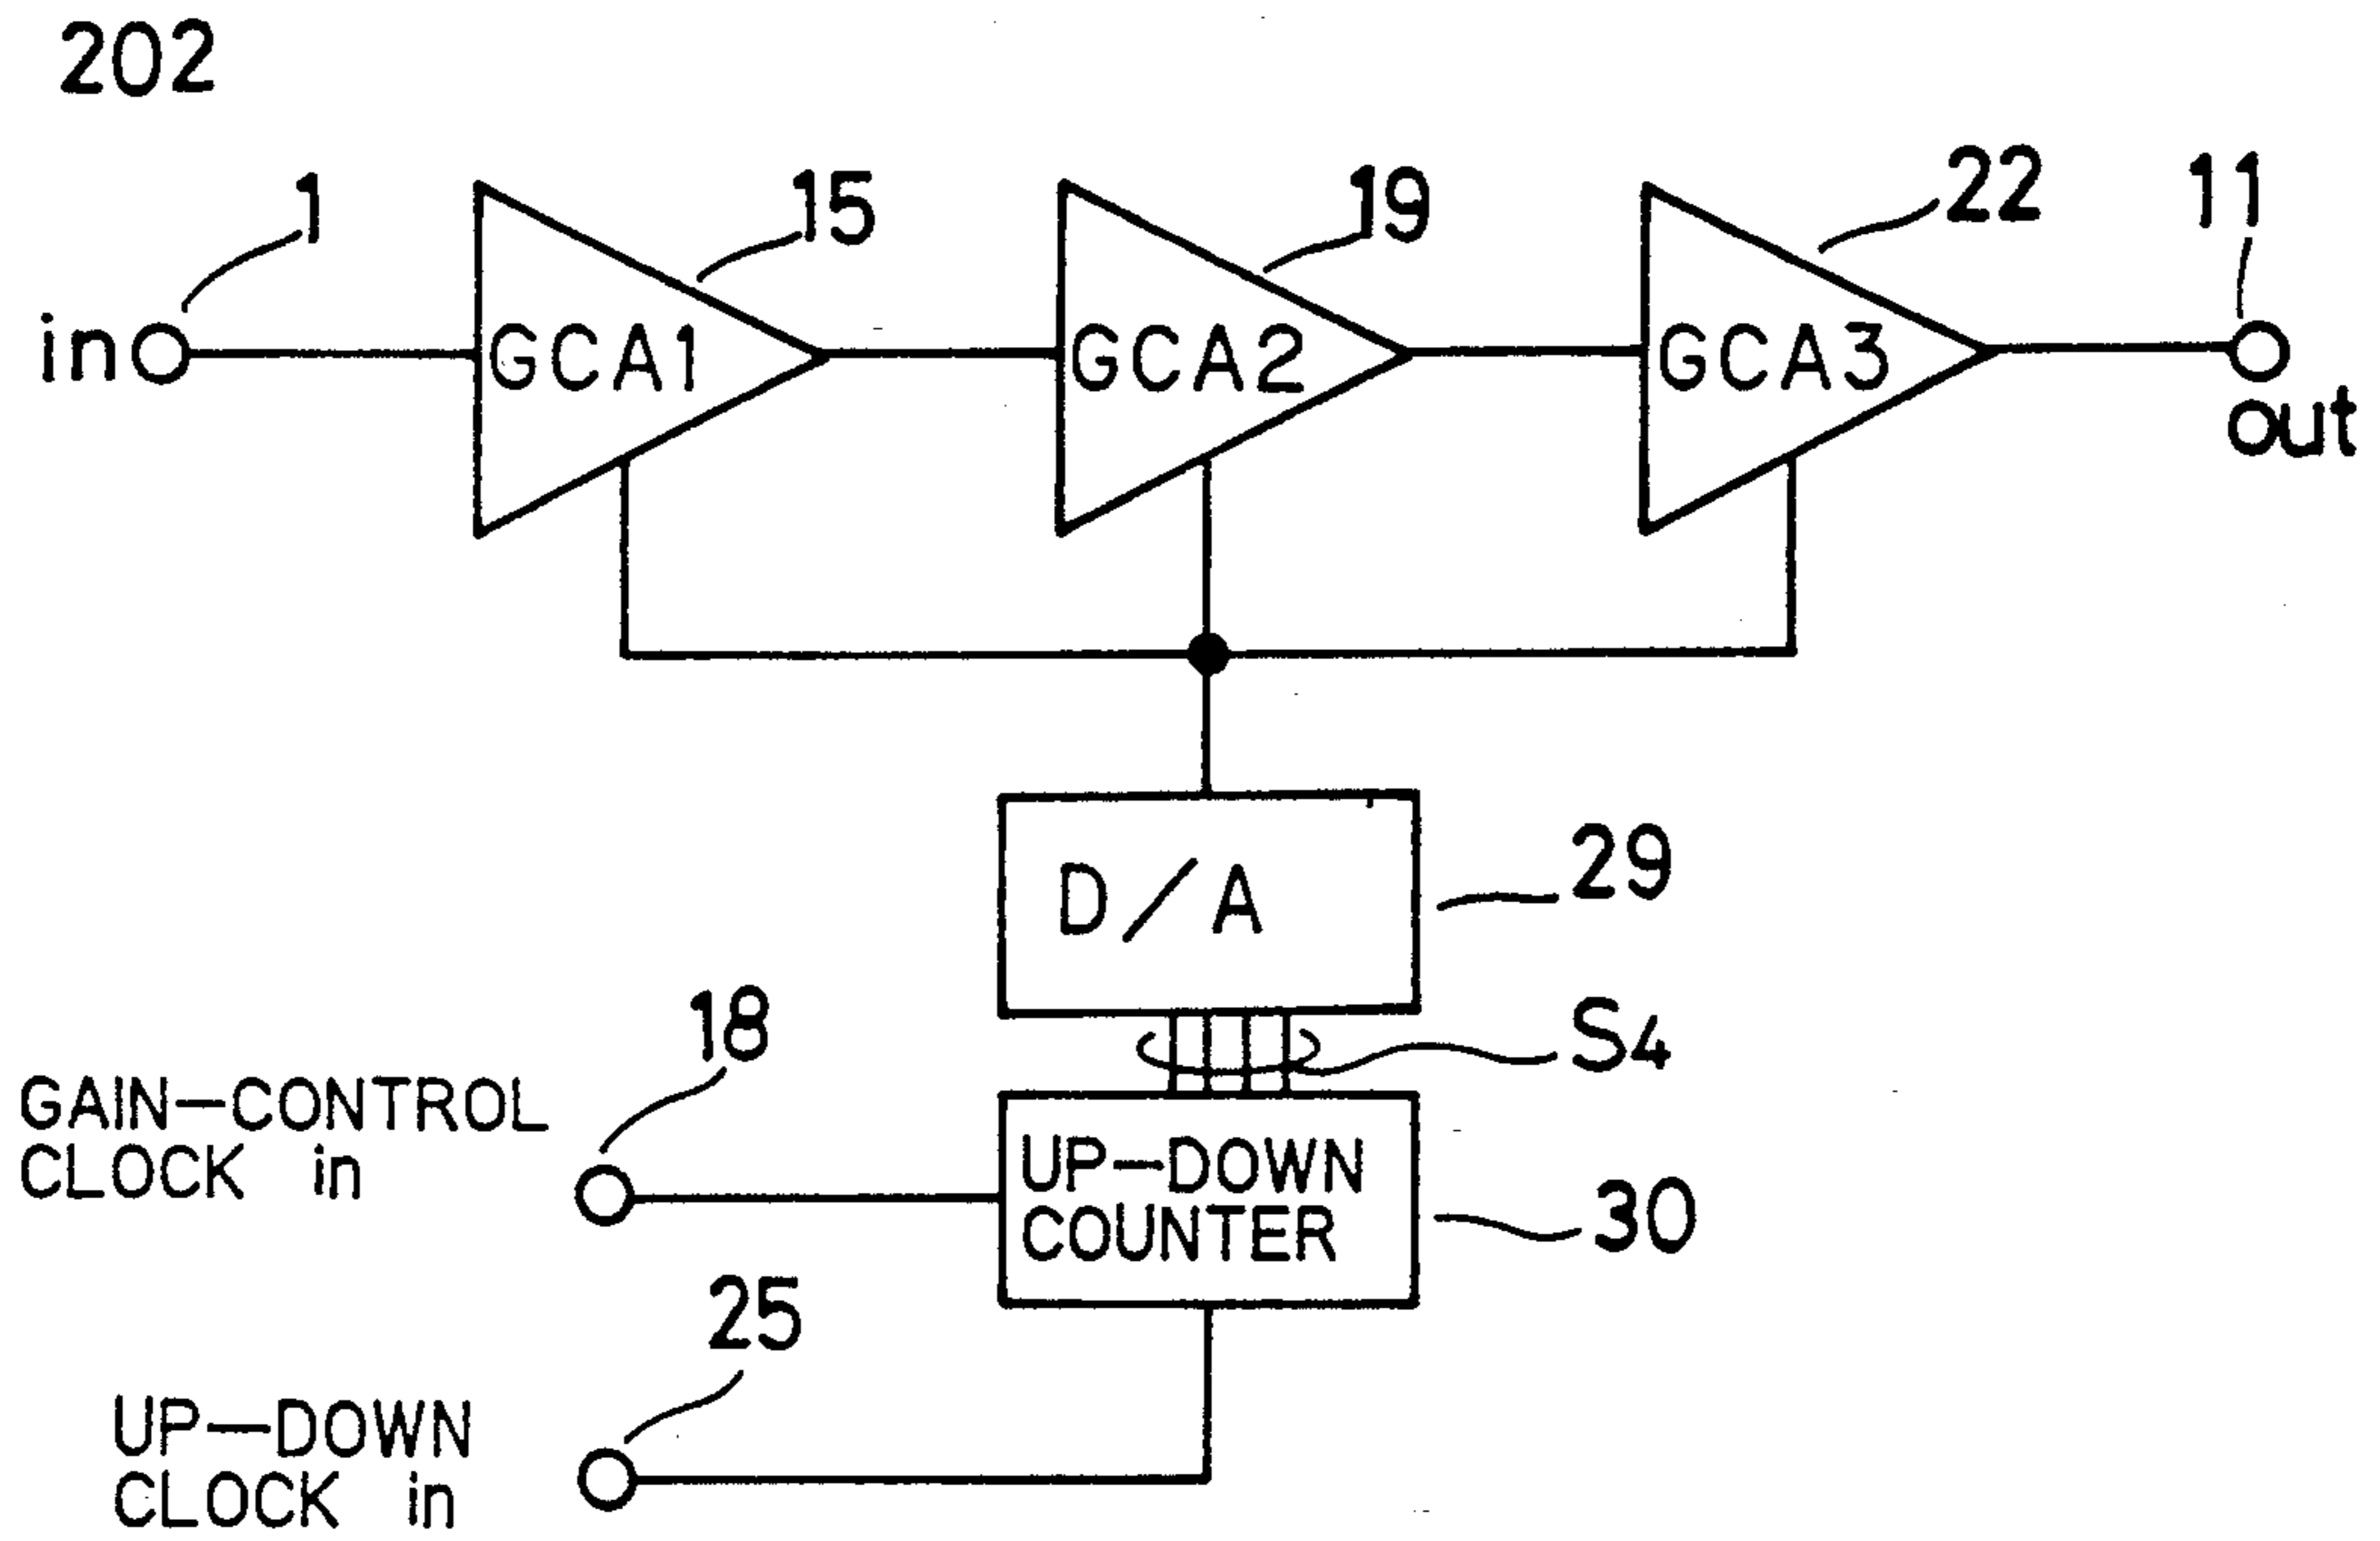 202
1
15
19
22
11
in
GCA1
GCA2
GCA3
out
D/A
29
18
S4
GAIN-CONTROL
CLOCK in
UP-DOWN
COUNTER
30
25
UP-DOWN
CLOCK in